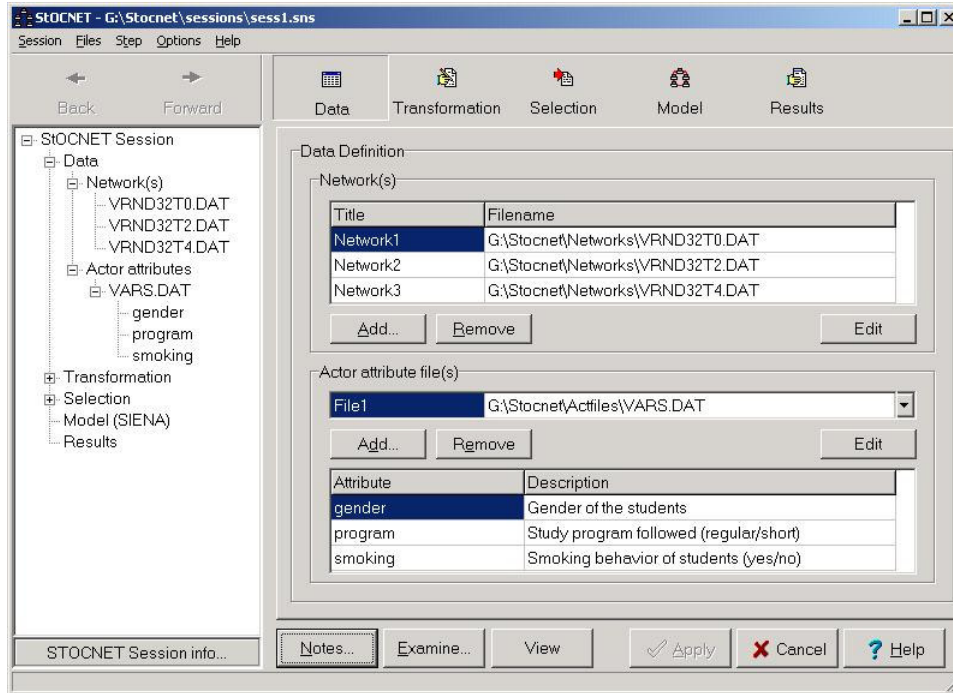 StOCNET - G:\Stocnet\sessions\sess1.sns
Session Files Step Options Help
Back Forward
Data Transformation Selection Model Results
StOCNET Session
Data
Network(s)
VRND32T0.DAT
VRND32T2.DAT
VRND32T4.DAT
Actor attributes
VARS.DAT
gender
program
smoking
Transformation
Selection
Model (SIENA)
Results
STOCNET Session info...
Data Definition
Network(s)
Title Filename
Network1 G:\Stocnet\Networks\VRND32T0.DAT
Network2 G:\Stocnet\Networks\VRND32T2.DAT
Network3 G:\Stocnet\Networks\VRND32T4.DAT
Add... Remove Edit
Actor attribute file(s)
File1 G:\Stocnet\Actfiles\VARS.DAT
Add... Remove Edit
Attribute Description
gender Gender of the students
program Study program followed (regular/short)
smoking Smoking behavior of students (yes/no)
Notes... Examine... View Apply Cancel Help